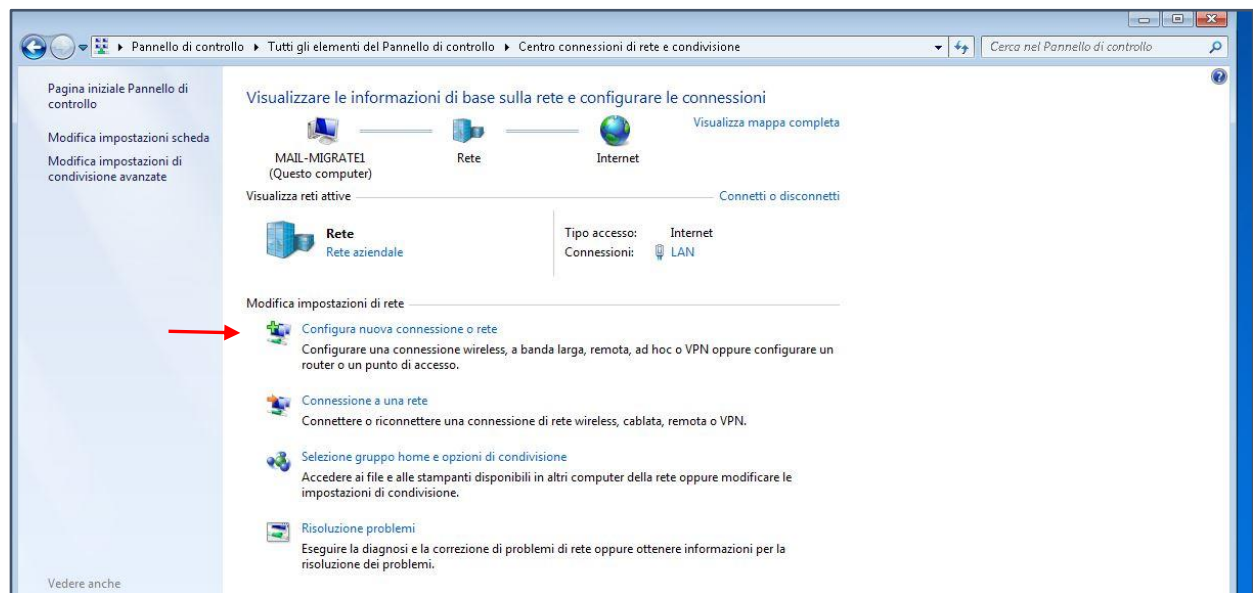 Pannello di controllo ▸ Tutti gli elementi del Pannello di controllo ▸ Centro connessioni di rete e condivisione
Cerca nel Pannello di controllo
Pagina iniziale Pannello di
controllo
Modifica impostazioni scheda
Modifica impostazioni di
condivisione avanzate
Vedere anche
Visualizzare le informazioni di base sulla rete e configurare le connessioni
Visualizza mappa completa
MAIL-MIGRATE1
(Questo computer)
Rete
Internet
Visualizza reti attive
Connetti o disconnetti
Rete
Rete aziendale
Tipo accesso: Internet
Connessioni: LAN
Modifica impostazioni di rete
Configura nuova connessione o rete
Configurare una connessione wireless, a banda larga, remota, ad hoc o VPN oppure configurare un
router o un punto di accesso.
Connessione a una rete
Connettere o riconnettere una connessione di rete wireless, cablata, remota o VPN.
Selezione gruppo home e opzioni di condivisione
Accedere ai file e alle stampanti disponibili in altri computer della rete oppure modificare le
impostazioni di condivisione.
Risoluzione problemi
Eseguire la diagnosi e la correzione di problemi di rete oppure ottenere informazioni per la
risoluzione dei problemi.